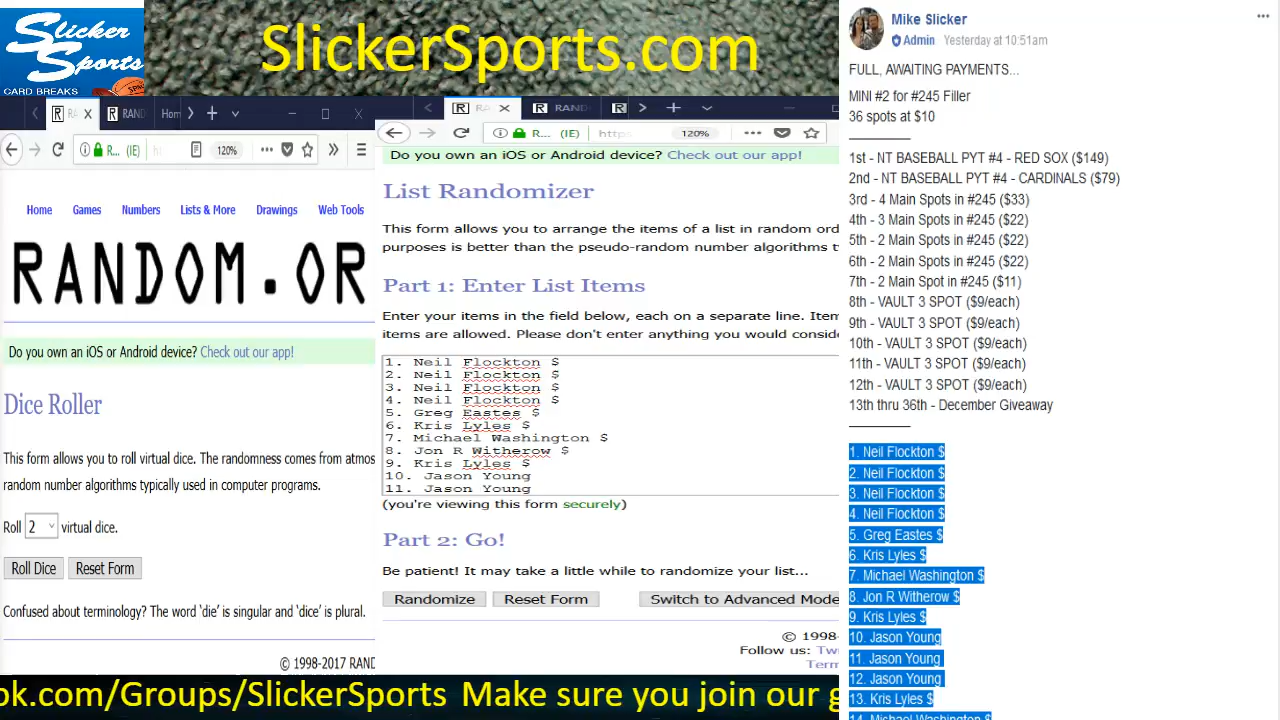 Slicker
Sports
CARD BREAKS
SlickerSports.com
120%
Home
Games
Numbers
Lists & More
Drawings
Web Tools
RANDOM.OR
Do you own an iOS or Android device? Check out our app!
Dice Roller
This form allows you to roll virtual dice. The randomness comes from atmos
random number algorithms typically used in computer programs.
Roll 2 virtual dice.
Roll Dice
Reset Form
Confused about terminology? The word 'die' is singular and 'dice' is plural.
© 1998-2017 RAND
R... (IE)
https
120%
Do you own an iOS or Android device? Check out our app!
List Randomizer
This form allows you to arrange the items of a list in random ord
purposes is better than the pseudo-random number algorithms t
Part 1: Enter List Items
Enter your items in the field below, each on a separate line. Item
items are allowed. Please don't enter anything you would conside
1. Neil Flockton $
2. Neil Flockton $
3. Neil Flockton $
4. Neil Flockton $
5. Greg Eastes $
6. Kris Lyles $
7. Michael Washington $
8. Jon R Witherow $
9. Kris Lyles $
10. Jason Young
11. Jason Young
(you're viewing this form securely)
Part 2: Go!
Be patient! It may take a little while to randomize your list...
Randomize
Reset Form
Switch to Advanced Mode
© 1998-
Follow us: Tw
Term
Mike Slicker
Admin Yesterday at 10:51am
FULL, AWAITING PAYMENTS...
MINI #2 for #245 Filler
36 spots at $10
1st - NT BASEBALL PYT #4 - RED SOX ($149)
2nd - NT BASEBALL PYT #4 - CARDINALS ($79)
3rd - 4 Main Spots in #245 ($33)
4th - 3 Main Spots in #245 ($22)
5th - 2 Main Spots in #245 ($22)
6th - 2 Main Spots in #245 ($22)
7th - 2 Main Spot in #245 ($11)
8th - VAULT 3 SPOT ($9/each)
9th - VAULT 3 SPOT ($9/each)
10th - VAULT 3 SPOT ($9/each)
11th - VAULT 3 SPOT ($9/each)
12th - VAULT 3 SPOT ($9/each)
13th thru 36th - December Giveaway
1. Neil Flockton $
2. Neil Flockton $
3. Neil Flockton $
4. Neil Flockton $
5. Greg Eastes $
6. Kris Lyles $
7. Michael Washington $
8. Jon R Witherow $
9. Kris Lyles $
10. Jason Young
11. Jason Young
12. Jason Young
13. Kris Lyles $
14. Michael Washington $
ok.com/Groups/SlickerSports Make sure you join our g